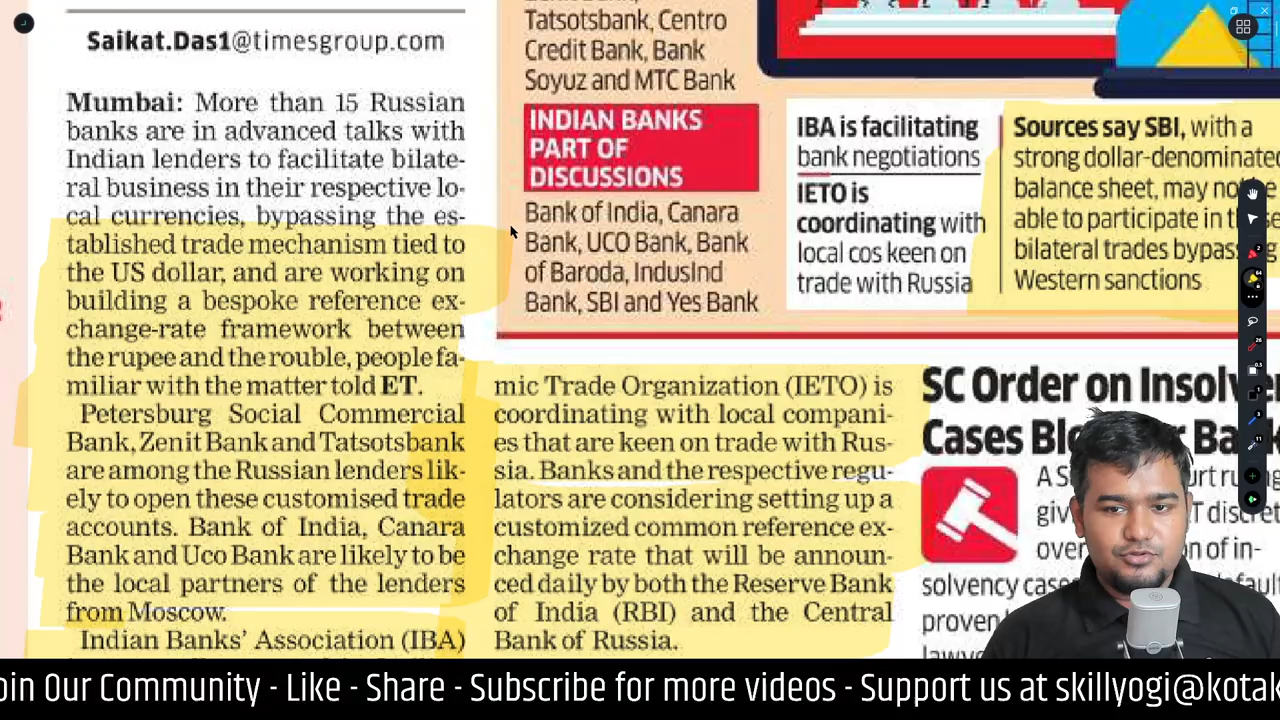 Saikat.Das1@timesgroup.com
Mumbai: More than 15 Russian
banks are in advanced talks with
Indian lenders to facilitate bilate-
ral business in their respective lo-
cal currencies, bypassing the es-
tablished trade mechanism tied to
the US dollar, and are working on
building a bespoke reference ex-
change-rate framework between
the rupee and the rouble, people fa-
miliar with the matter told ET.
Petersburg Social Commercial
Bank, Zenit Bank and Tatsotsbank
are among the Russian lenders lik-
ely to open these customised trade
accounts. Bank of India, Canara
Bank and Uco Bank are likely to be
the local partners of the lenders
from Moscow.
Indian Banks' Association (IBA)
Tatsotsbank, Centro
Credit Bank, Bank
Soyuz and MTC Bank
INDIAN BANKS
PART OF
DISCUSSIONS
Bank of India, Canara
Bank, UCO Bank, Bank
of Baroda, IndusInd
Bank, SBI and Yes Bank
IBA is facilitating
bank negotiations
IETO is
coordinating with
local cos keen on
trade with Russia
Sources say SBI, with a
strong dollar-denominated
balance sheet, may not be
able to participate in these
bilateral trades bypassing
Western sanctions
mic Trade Organization (IETO) is
coordinating with local compani-
es that are keen on trade with Rus-
sia. Banks and the respective regu-
lators are considering setting up a
customized common reference ex-
change rate that will be announ-
ced daily by both the Reserve Bank
of India (RBI) and the Central
Bank of Russia.
SC Order on
Cases
A
over of in-
solvency
proven
oin Our Community - Like - Share - Subscribe for more videos - Support us at skillyogi@kotak